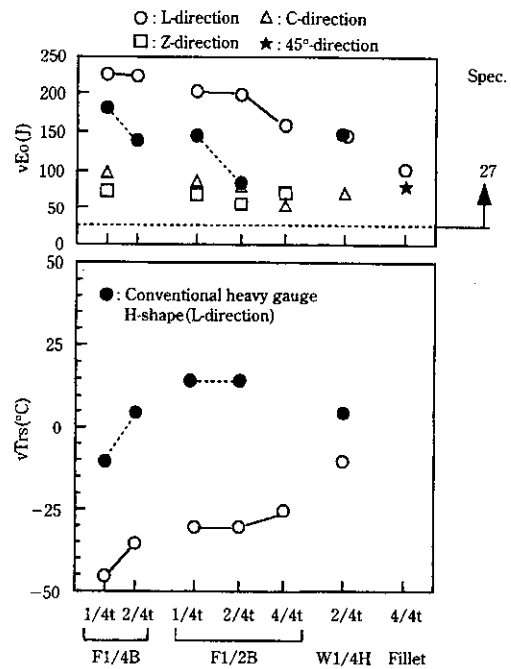 ○ : L-direction △ : C-direction
□ : Z-direction ★ : 45°-direction
Spec.
vEo(J)
250
200
150
100
50
0
27
● : Conventional heavy gauge
H-shape(L-direction)
vTrs(°C)
50
25
0
−25
−50
1/4t 2/4t 1/4t 2/4t 4/4t 2/4t 4/4t
F1/4B F1/2B W1/4H Fillet